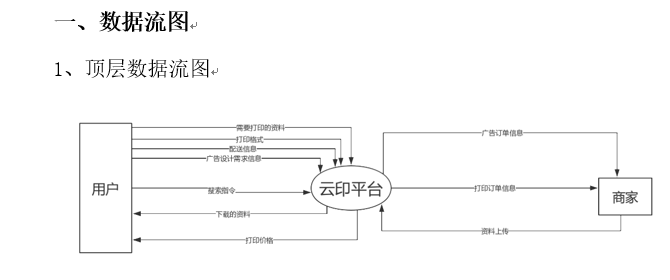 一、数据流图
1、顶层数据流图
需要打印的资料
打印格式
配送信息
广告设计需求信息
用户
搜索指令
下载的资料
打印价格
云印平台
广告订单信息
打印订单信息
资料上传
商家